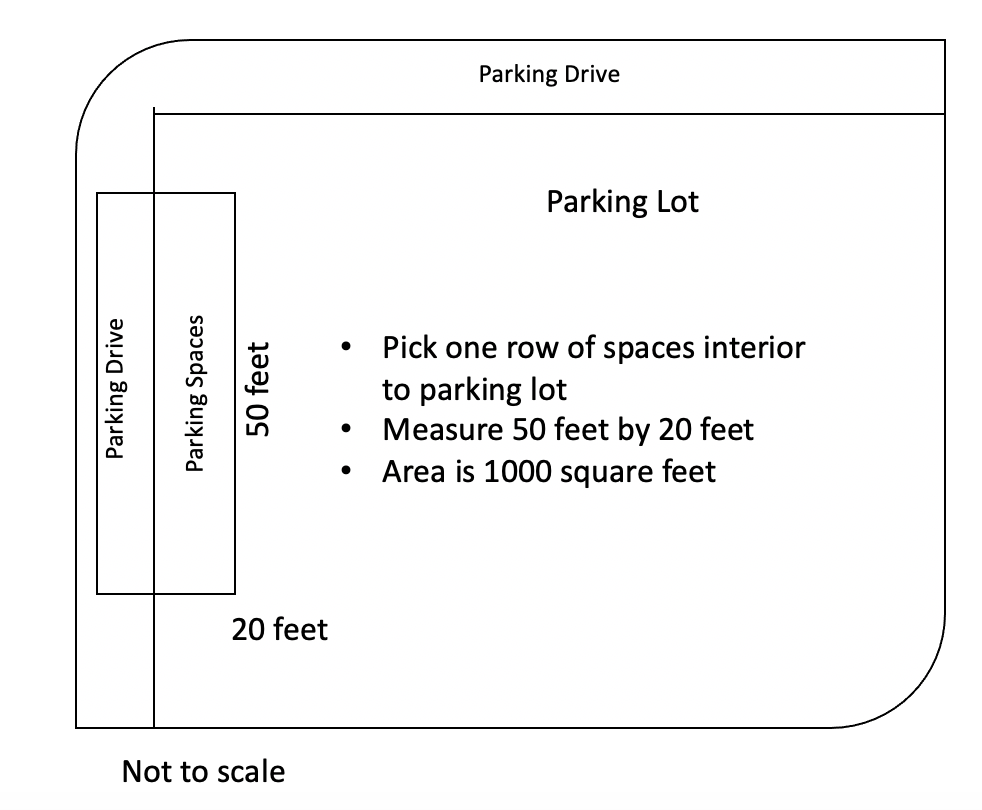 Parking Drive
Parking Lot
Parking Drive
Parking Spaces
50 feet
• Pick one row of spaces interior
to parking lot
• Measure 50 feet by 20 feet
• Area is 1000 square feet
20 feet
Not to scale